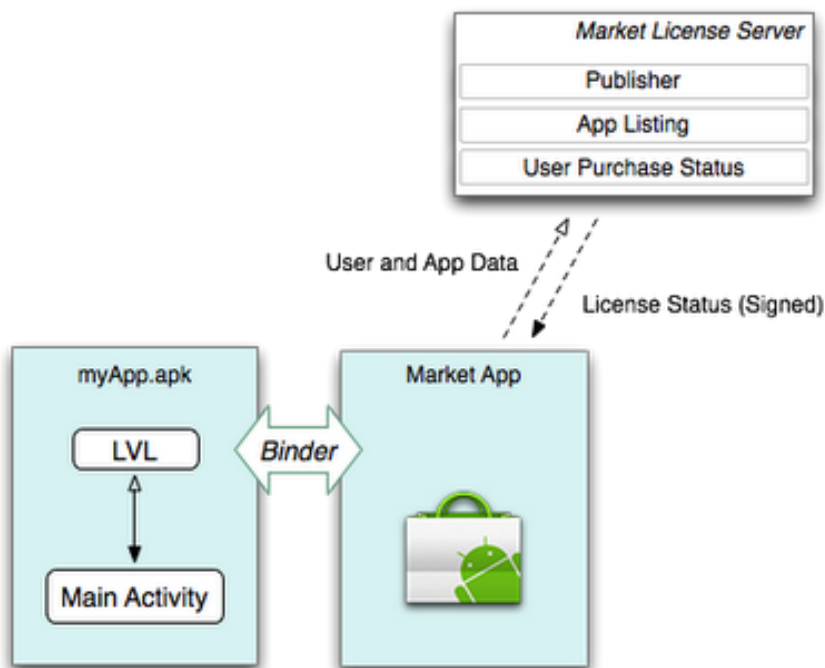 Market License Server
Publisher
App Listing
User Purchase Status
User and App Data
License Status (Signed)
myApp.apk
LVL
Main Activity
Binder
Market App